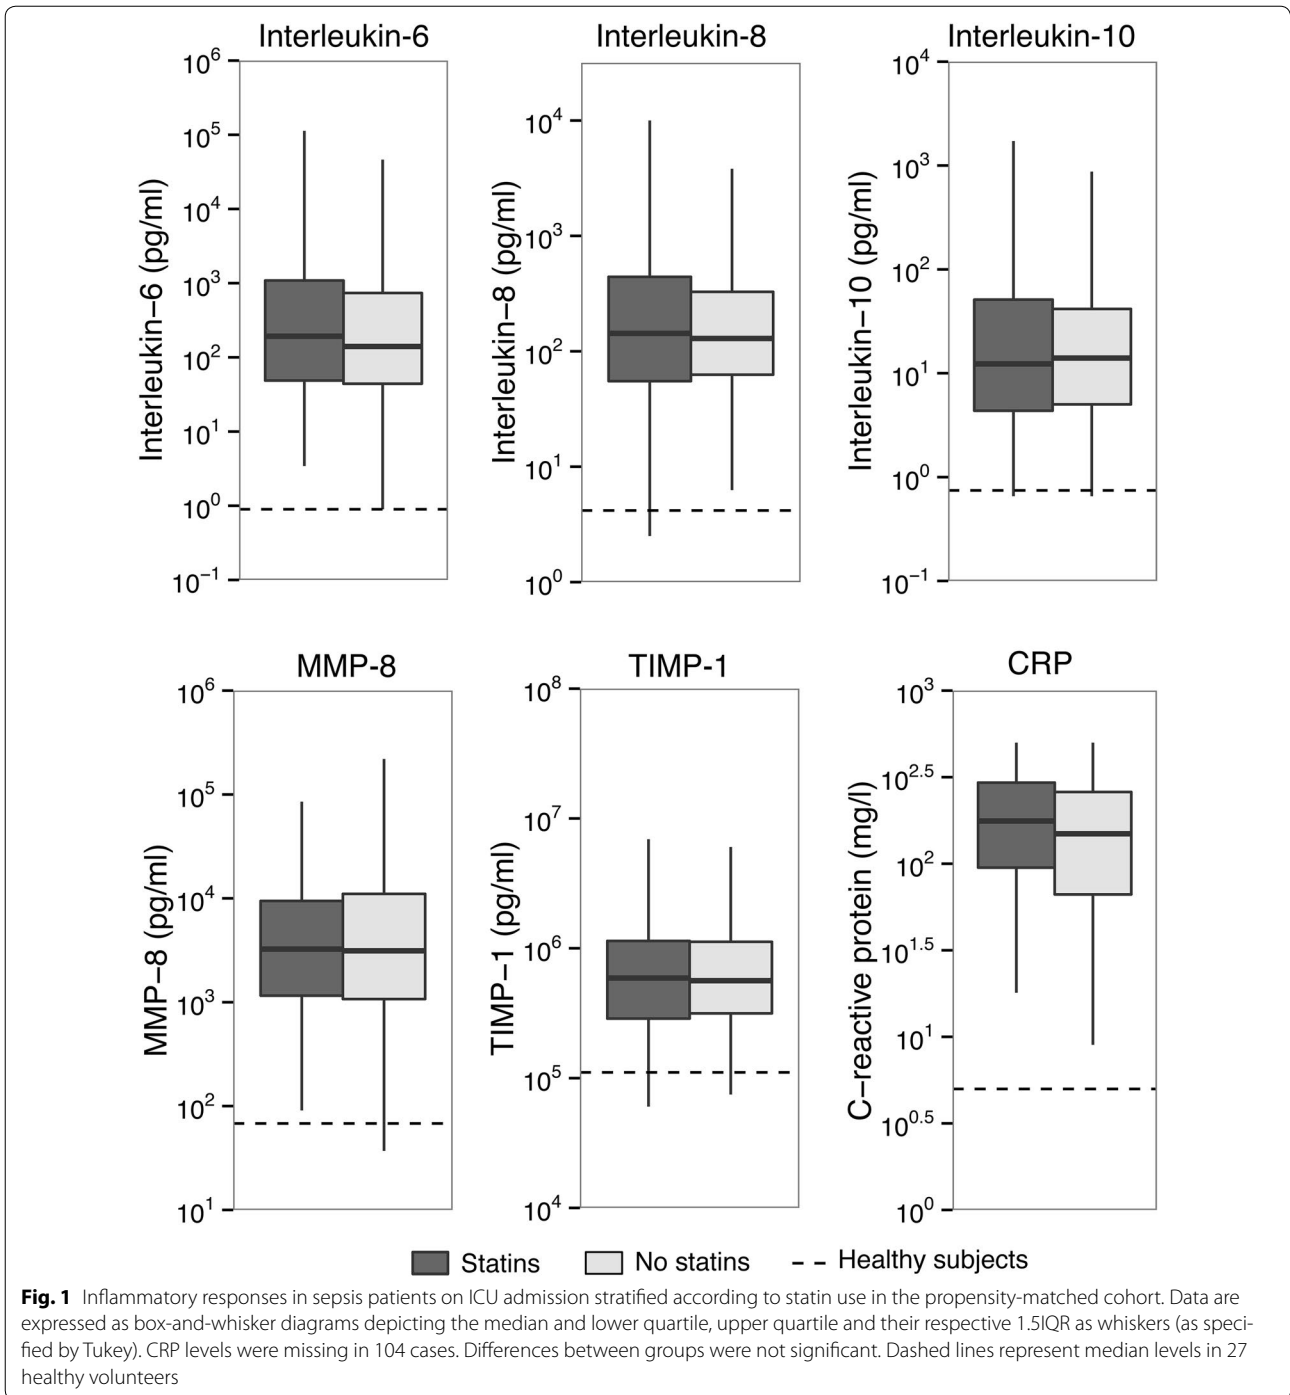 Interleukin-6
Interleukin-6 (pg/ml)
10^6
10^5
10^4
10^3
10^2
10^1
10^0
10^−1
Interleukin-8
Interleukin−8 (pg/ml)
10^4
10^3
10^2
10^1
10^0
Interleukin-10
Interleukin−10 (pg/ml)
10^4
10^3
10^2
10^1
10^0
10^−1
MMP-8
MMP−8 (pg/ml)
10^6
10^5
10^4
10^3
10^2
10^1
TIMP-1
TIMP−1 (pg/ml)
10^8
10^7
10^6
10^5
10^4
CRP
C−reactive protein (mg/l)
10^3
10^2.5
10^2
10^1.5
10^1
10^0.5
10^0
Statins
No statins
Healthy subjects
Fig. 1 Inflammatory responses in sepsis patients on ICU admission stratified according to statin use in the propensity-matched cohort. Data are
expressed as box-and-whisker diagrams depicting the median and lower quartile, upper quartile and their respective 1.5IQR as whiskers (as speci-
fied by Tukey). CRP levels were missing in 104 cases. Differences between groups were not significant. Dashed lines represent median levels in 27
healthy volunteers